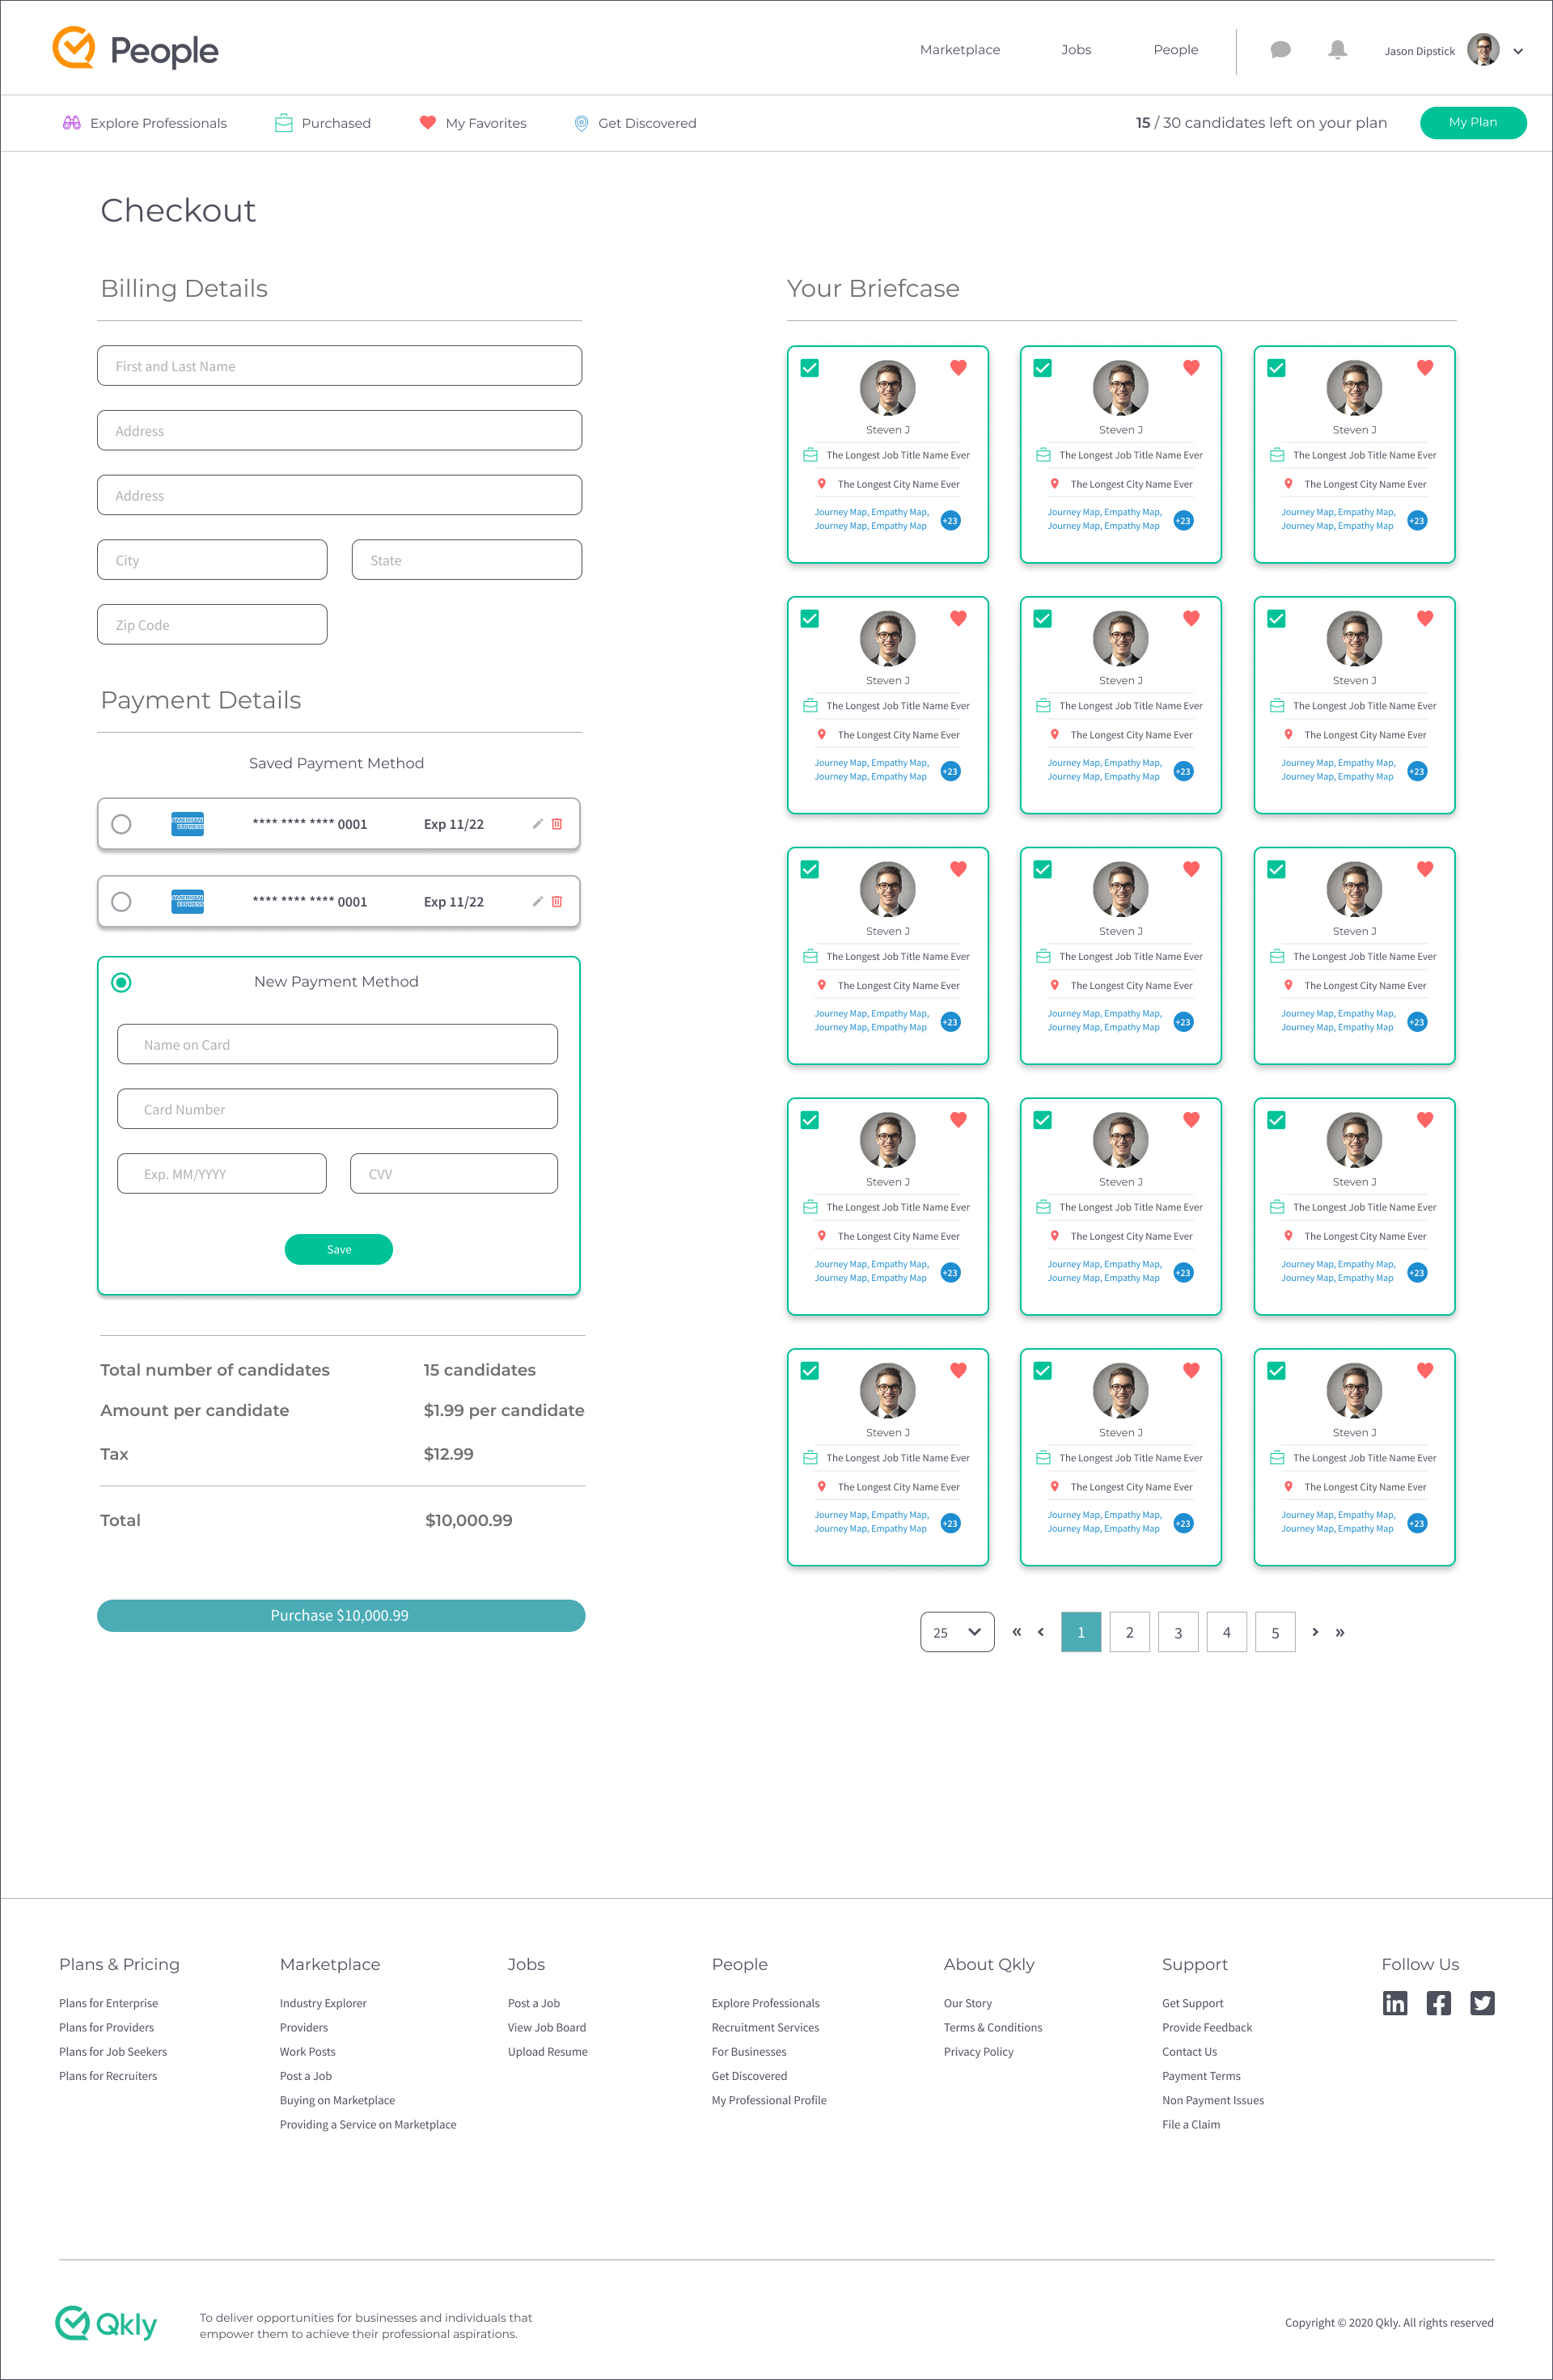 People
Marketplace
Jobs
People
Jason Dipstick
Explore Professionals
Purchased
My Favorites
Get Discovered
15 / 30 candidates left on your plan
My Plan
Checkout
Billing Details
First and Last Name
Address
Address
City
State
Zip Code
Payment Details
Saved Payment Method
AMERICAN
EXPRESS
**** **** **** 0001
Exp 11/22
AMERICAN
EXPRESS
**** **** **** 0001
Exp 11/22
New Payment Method
Name on Card
Card Number
Exp. MM/YYYY
CVV
Save
Total number of candidates
15 candidates
Amount per candidate
$1.99 per candidate
Tax
$12.99
Total
$10,000.99
Purchase $10,000.99
Your Briefcase
Steven J
The Longest Job Title Name Ever
The Longest City Name Ever
Journey Map, Empathy Map,
Journey Map, Empathy Map
+23
Steven J
The Longest Job Title Name Ever
The Longest City Name Ever
Journey Map, Empathy Map,
Journey Map, Empathy Map
+23
Steven J
The Longest Job Title Name Ever
The Longest City Name Ever
Journey Map, Empathy Map,
Journey Map, Empathy Map
+23
Steven J
The Longest Job Title Name Ever
The Longest City Name Ever
Journey Map, Empathy Map,
Journey Map, Empathy Map
+23
Steven J
The Longest Job Title Name Ever
The Longest City Name Ever
Journey Map, Empathy Map,
Journey Map, Empathy Map
+23
Steven J
The Longest Job Title Name Ever
The Longest City Name Ever
Journey Map, Empathy Map,
Journey Map, Empathy Map
+23
Steven J
The Longest Job Title Name Ever
The Longest City Name Ever
Journey Map, Empathy Map,
Journey Map, Empathy Map
+23
Steven J
The Longest Job Title Name Ever
The Longest City Name Ever
Journey Map, Empathy Map,
Journey Map, Empathy Map
+23
Steven J
The Longest Job Title Name Ever
The Longest City Name Ever
Journey Map, Empathy Map,
Journey Map, Empathy Map
+23
Steven J
The Longest Job Title Name Ever
The Longest City Name Ever
Journey Map, Empathy Map,
Journey Map, Empathy Map
+23
Steven J
The Longest Job Title Name Ever
The Longest City Name Ever
Journey Map, Empathy Map,
Journey Map, Empathy Map
+23
Steven J
The Longest Job Title Name Ever
The Longest City Name Ever
Journey Map, Empathy Map,
Journey Map, Empathy Map
+23
Steven J
The Longest Job Title Name Ever
The Longest City Name Ever
Journey Map, Empathy Map,
Journey Map, Empathy Map
+23
Steven J
The Longest Job Title Name Ever
The Longest City Name Ever
Journey Map, Empathy Map,
Journey Map, Empathy Map
+23
Steven J
The Longest Job Title Name Ever
The Longest City Name Ever
Journey Map, Empathy Map,
Journey Map, Empathy Map
+23
25
« ‹ 1 2 3 4 5 › »
Plans & Pricing
Plans for Enterprise
Plans for Providers
Plans for Job Seekers
Plans for Recruiters
Marketplace
Industry Explorer
Providers
Work Posts
Post a Job
Buying on Marketplace
Providing a Service on Marketplace
Jobs
Post a Job
View Job Board
Upload Resume
People
Explore Professionals
Recruitment Services
For Businesses
Get Discovered
My Professional Profile
About Qkly
Our Story
Terms & Conditions
Privacy Policy
Support
Get Support
Provide Feedback
Contact Us
Payment Terms
Non Payment Issues
File a Claim
Follow Us
Qkly
To deliver opportunities for businesses and individuals that
empower them to achieve their professional aspirations.
Copyright © 2020 Qkly. All rights reserved